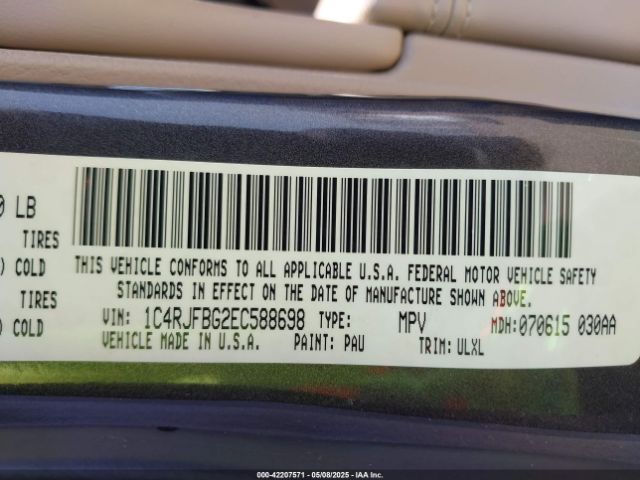 0 LB
TIRES
) COLD
TIRES
) COLD
THIS VEHICLE CONFORMS TO ALL APPLICABLE U.S.A. FEDERAL MOTOR VEHICLE SAFETY
STANDARDS IN EFFECT ON THE DATE OF MANUFACTURE SHOWN ABOVE.
VIN: 1C4RJFBG2EC588698 TYPE: MPV MDH:070615 030AA
VEHICLE MADE IN U.S.A. PAINT: PAU TRIM: ULXL
000-42207571 - 05/08/2025 - IAA Inc.